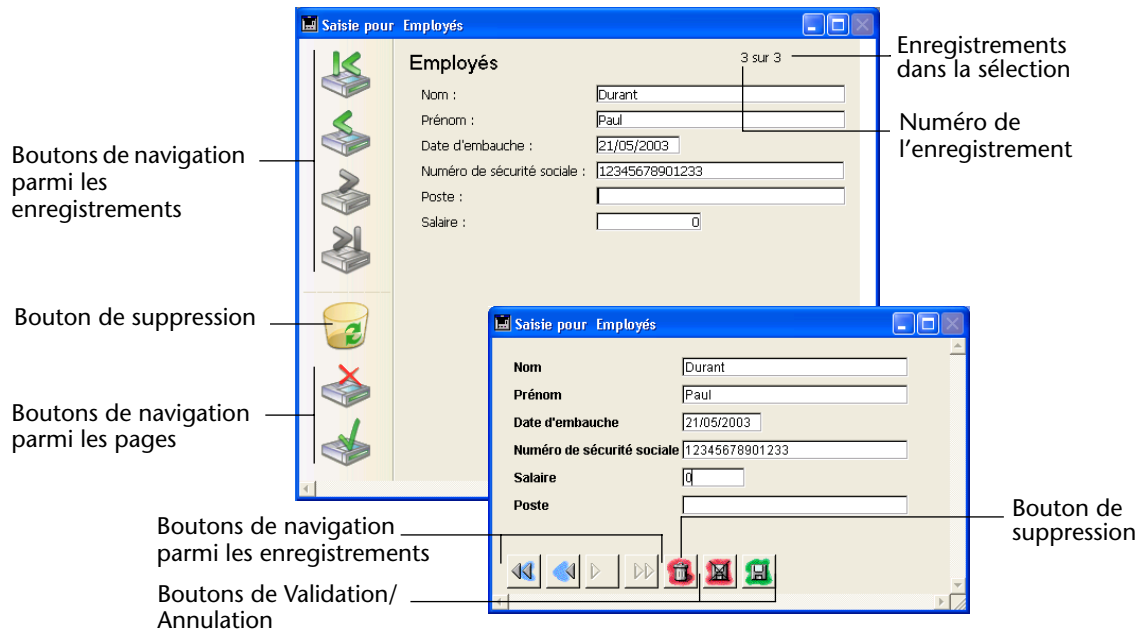 Saisie pour Employés
Employés
3 sur 3
Nom :
Durant
Prénom :
Paul
Date d'embauche :
21/05/2003
Numéro de sécurité sociale :
12345678901233
Poste :
Salaire :
0
Enregistrements
dans la sélection
Numéro de
l'enregistrement
Boutons de navigation
parmi les
enregistrements
Bouton de suppression
Boutons de navigation
parmi les pages
Saisie pour Employés
Nom
Durant
Prénom
Paul
Date d'embauche
21/05/2003
Numéro de sécurité sociale
12345678901233
Salaire
0
Poste
Bouton de
suppression
Boutons de navigation
parmi les enregistrements
Boutons de Validation/
Annulation